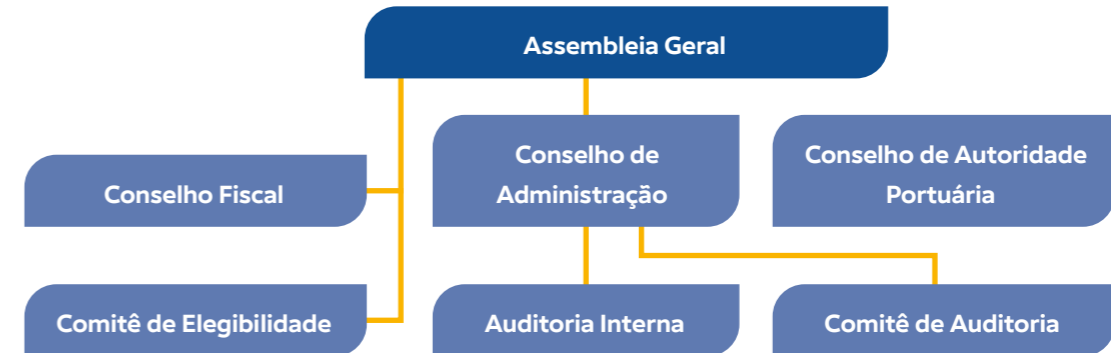 Assembleia Geral
Conselho de
Administração
Conselho de Autoridade
Portuária
Conselho Fiscal
Comitê de Elegibilidade
Auditoria Interna
Comitê de Auditoria